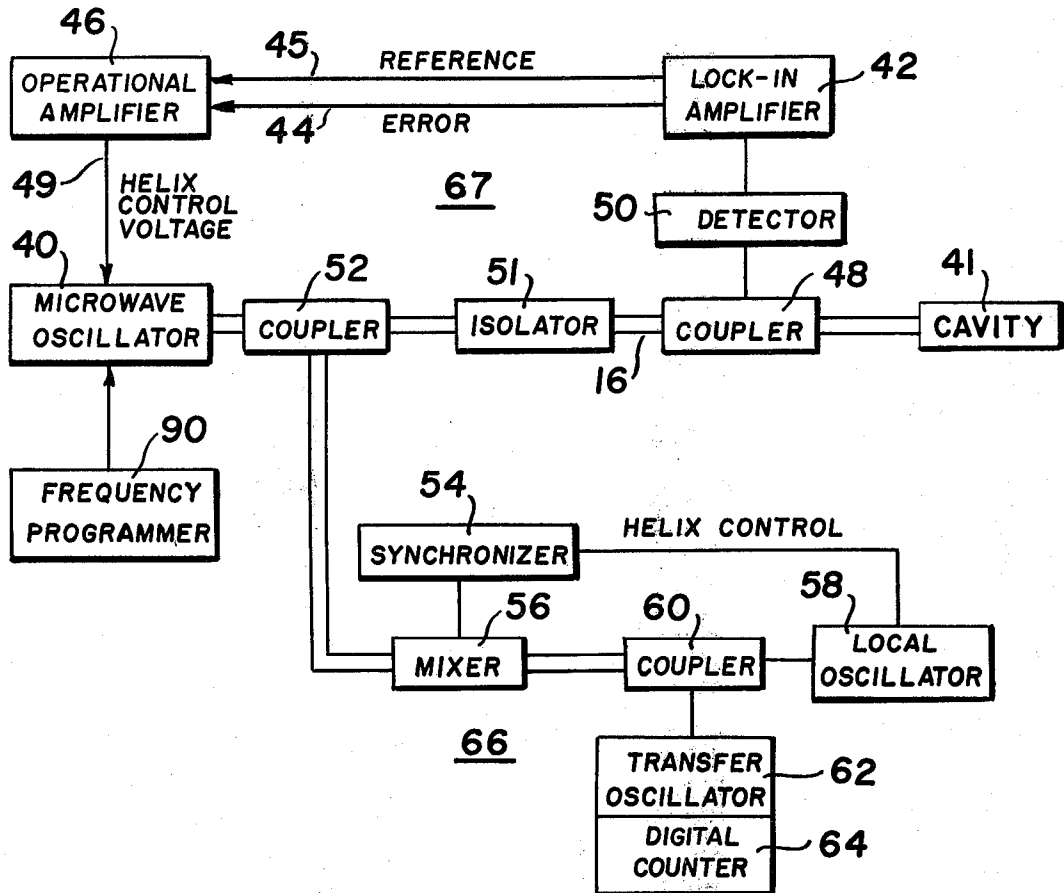 46
OPERATIONAL
AMPLIFIER
45
REFERENCE
ERROR
44
LOCK-IN
AMPLIFIER
42
49
HELIX
CONTROL
VOLTAGE
67
50
DETECTOR
40
MICROWAVE
OSCILLATOR
52
COUPLER
51
ISOLATOR
16
48
COUPLER
41
CAVITY
90
FREQUENCY
PROGRAMMER
54
SYNCHRONIZER
HELIX CONTROL
56
MIXER
60
COUPLER
58
LOCAL
OSCILLATOR
66
TRANSFER
OSCILLATOR
62
DIGITAL
COUNTER
64